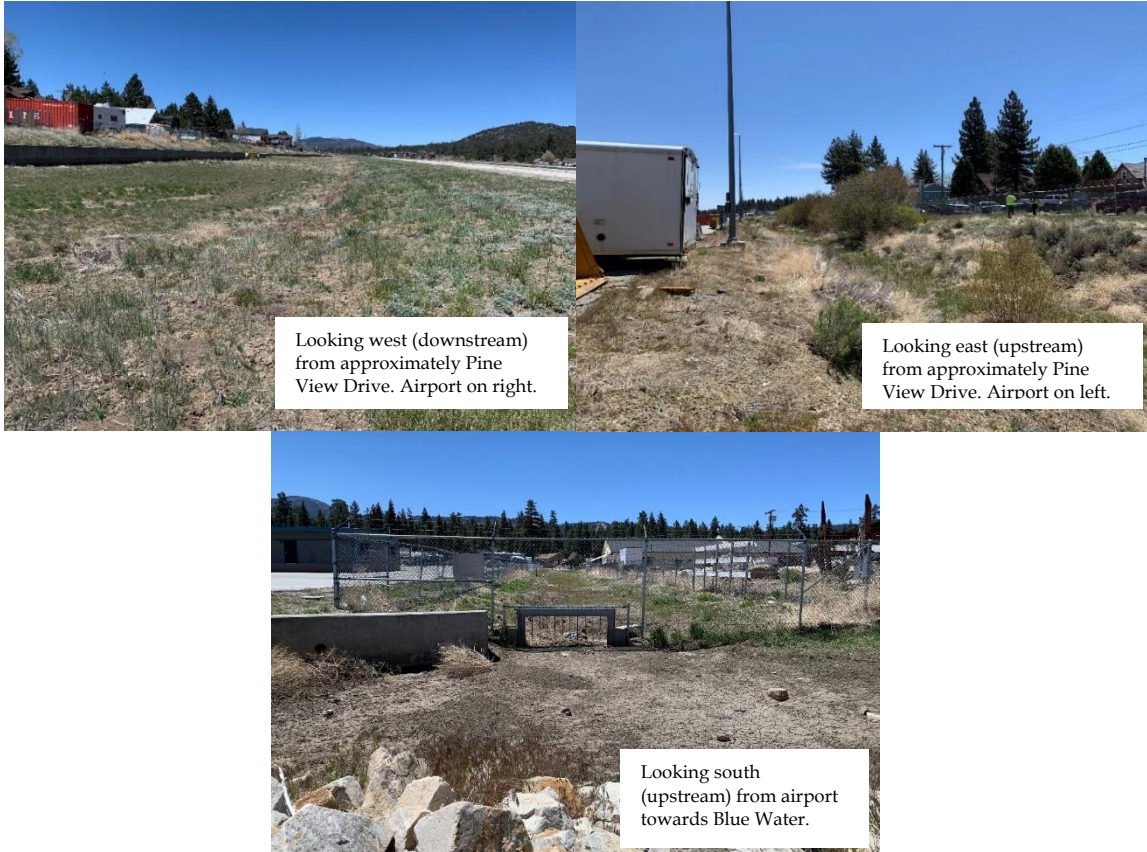 Looking west (downstream)
from approximately Pine
View Drive. Airport on right.
Looking east (upstream)
from approximately Pine
View Drive. Airport on left.
Looking south
(upstream) from airport
towards Blue Water.